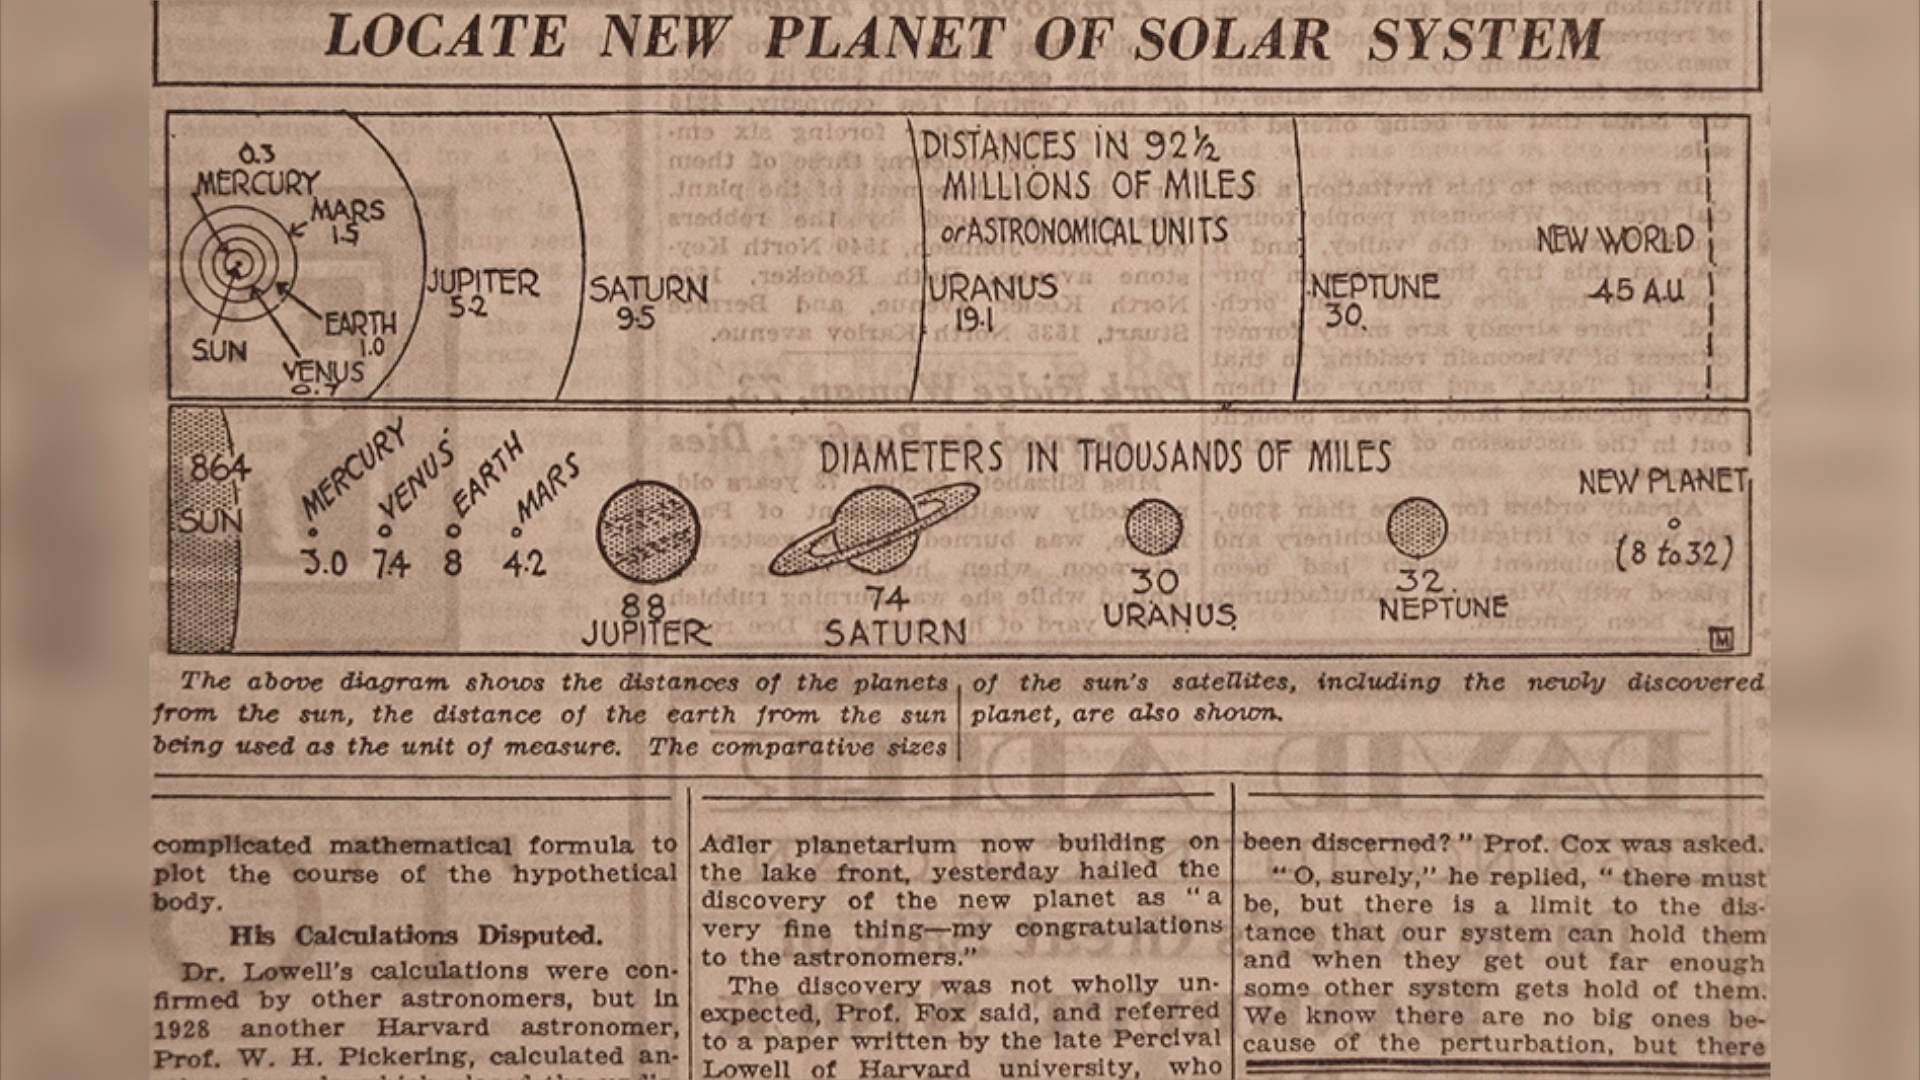 LOCATE NEW PLANET OF SOLAR SYSTEM
0.3
MERCURY
MARS
1.5
SUN
EARTH
1.0
VENUS
0.7
JUPITER
5.2
SATURN
9.5
DISTANCES IN 92½
MILLIONS OF MILES
or ASTRONOMICAL UNITS
URANUS
19.1
NEPTUNE
30.
NEW WORLD
45 A.U
864
SUN
MERCURY
3.0
VENUS
7.4
EARTH
8
MARS
4.2
DIAMETERS IN THOUSANDS OF MILES
88
JUPITER
74
SATURN
30
URANUS
32
NEPTUNE
NEW PLANET
(8 to 32)
M
The above diagram shows the distances of the planets
from the sun, the distance of the earth from the sun
being used as the unit of measure. The comparative sizes
of the sun's satellites, including the newly discovered
planet, are also shown.
complicated mathematical formula to
plot the course of the hypothetical
body.
His Calculations Disputed.
Dr. Lowell's calculations were con-
firmed by other astronomers, but in
1928 another Harvard astronomer,
Prof. W. H. Pickering, calculated an-
Adler planetarium now building on
the lake front, yesterday hailed the
discovery of the new planet as "a
very fine thing—my congratulations
to the astronomers."
The discovery was not wholly un-
expected, Prof. Fox said, and referred
to a paper written by the late Percival
Lowell of Harvard university, who
been discerned?" Prof. Cox was asked.
"O, surely," he replied, "there must
be, but there is a limit to the dis-
tance that our system can hold them
and when they get out far enough
some other system gets hold of them.
We know there are no big ones be-
cause of the perturbation, but there